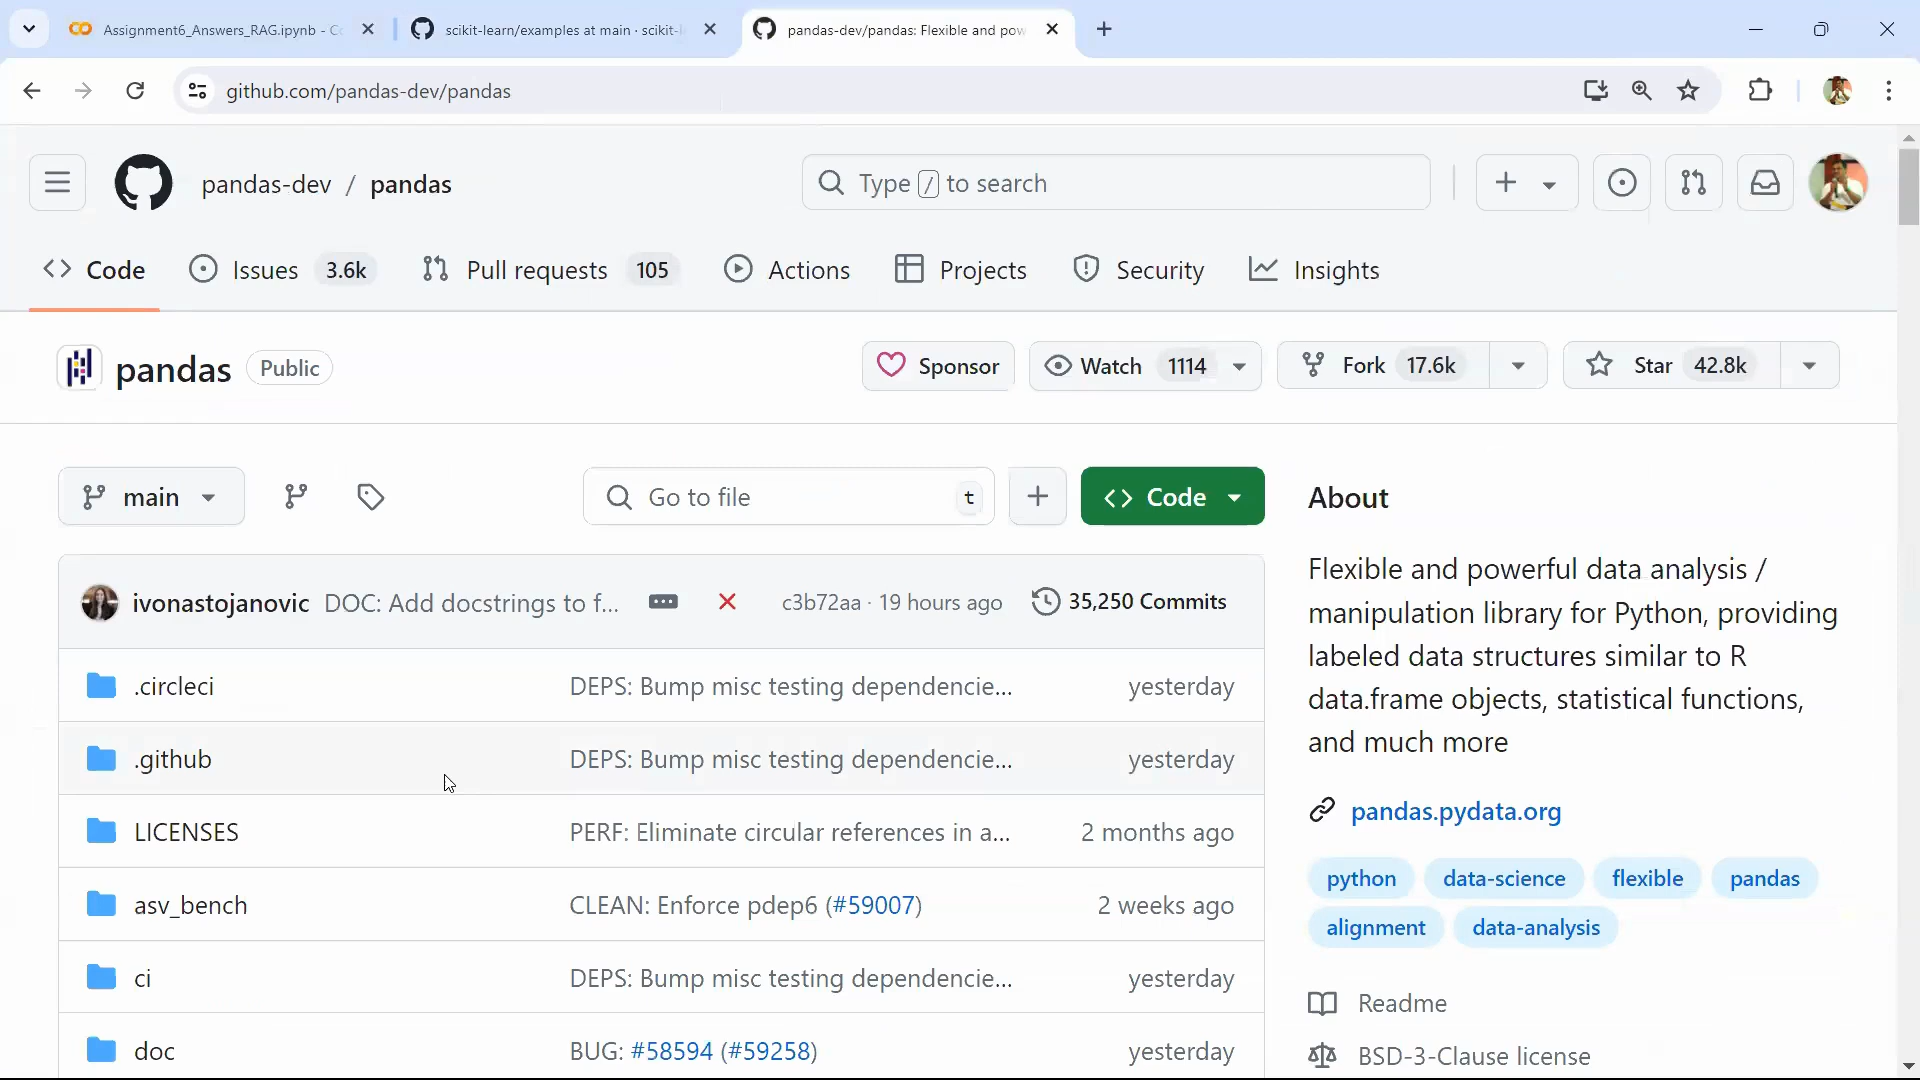 Assignment6_Answers_RAG.ipynb - C
scikit-learn/examples at main · scikit-l
pandas-dev/pandas: Flexible and pow
github.com/pandas-dev/pandas
pandas-dev / pandas
Type / to search
Code
Issues 3.6k
Pull requests 105
Actions
Projects
Security
Insights
pandas Public
Sponsor
Watch 1114
Fork 17.6k
Star 42.8k
main
Go to file t
Code
ivonastojanovic DOC: Add docstrings to f... c3b72aa · 19 hours ago 35,250 Commits
.circleci DEPS: Bump misc testing dependencie... yesterday
.github DEPS: Bump misc testing dependencie... yesterday
LICENSES PERF: Eliminate circular references in a... 2 months ago
asv_bench CLEAN: Enforce pdep6 (#59007) 2 weeks ago
ci DEPS: Bump misc testing dependencie... yesterday
doc BUG: #58594 (#59258) yesterday
About
Flexible and powerful data analysis /
manipulation library for Python, providing
labeled data structures similar to R
data.frame objects, statistical functions,
and much more
pandas.pydata.org
python data-science flexible pandas
alignment data-analysis
Readme
BSD-3-Clause license